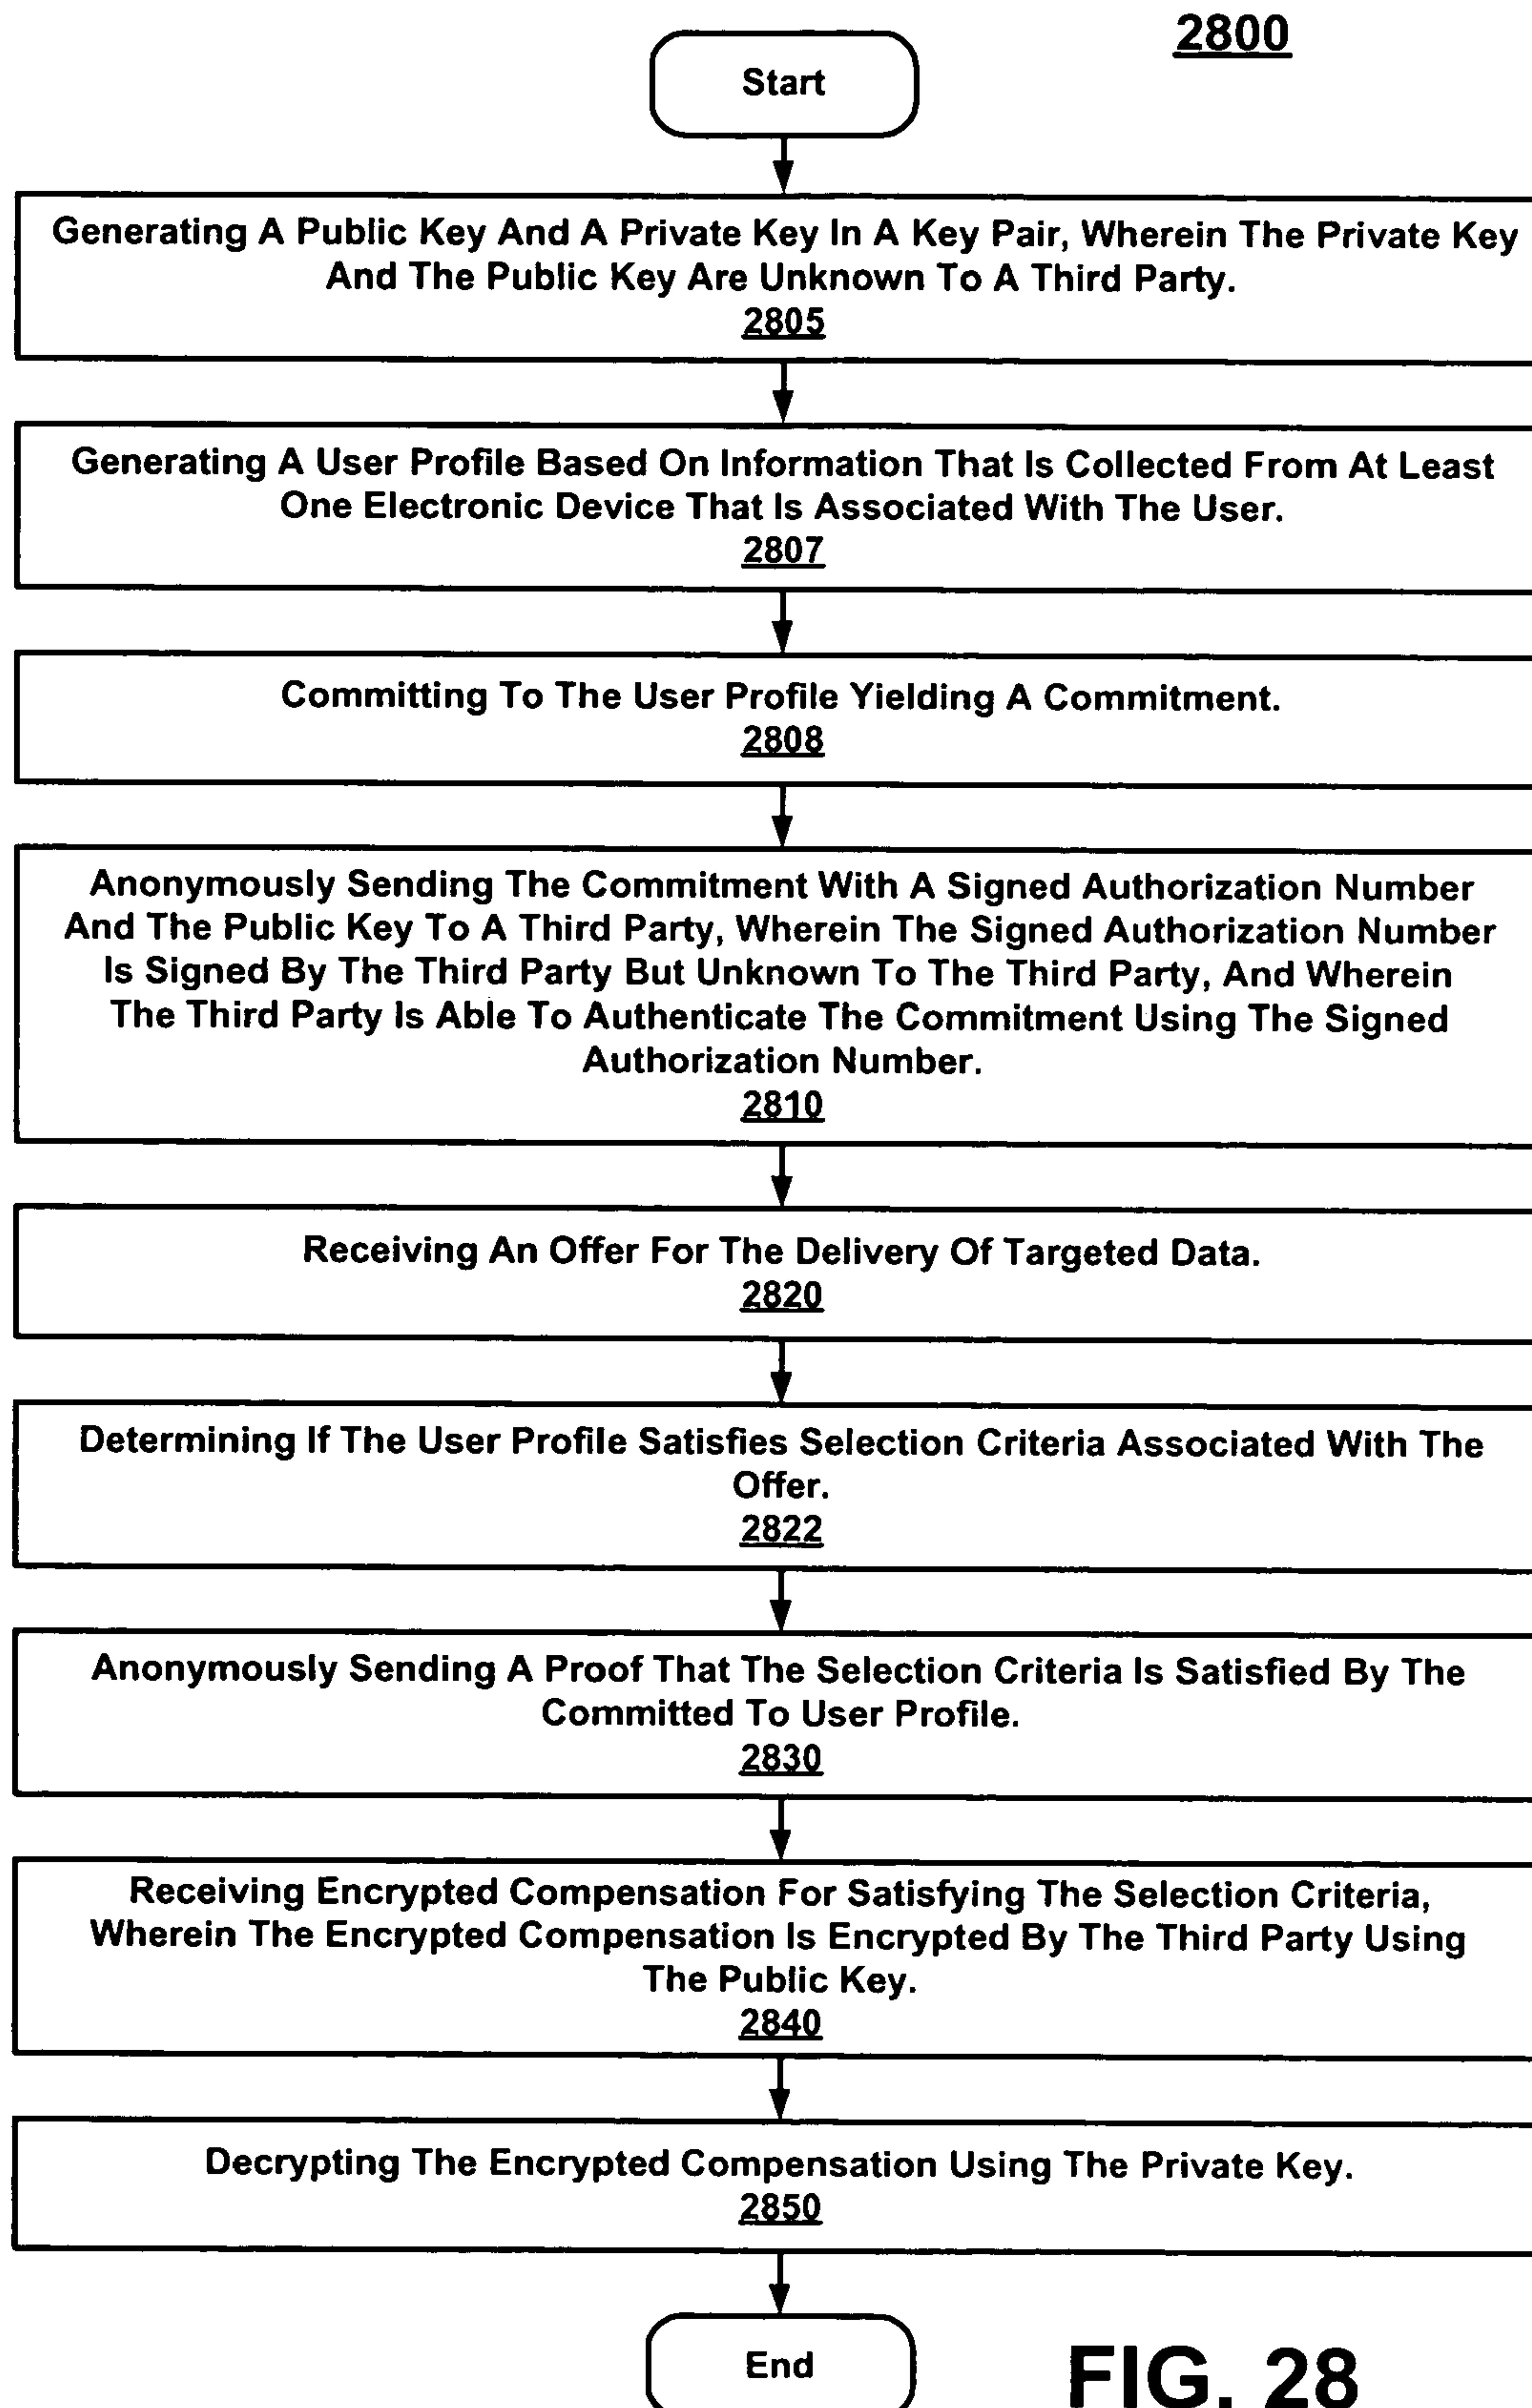 2800
Start
Generating A Public Key And A Private Key In A Key Pair, Wherein The Private Key
And The Public Key Are Unknown To A Third Party.
2805
Generating A User Profile Based On Information That Is Collected From At Least
One Electronic Device That Is Associated With The User.
2807
Committing To The User Profile Yielding A Commitment.
2808
Anonymously Sending The Commitment With A Signed Authorization Number
And The Public Key To A Third Party, Wherein The Signed Authorization Number
Is Signed By The Third Party But Unknown To The Third Party, And Wherein
The Third Party Is Able To Authenticate The Commitment Using The Signed
Authorization Number.
2810
Receiving An Offer For The Delivery Of Targeted Data.
2820
Determining If The User Profile Satisfies Selection Criteria Associated With The
Offer.
2822
Anonymously Sending A Proof That The Selection Criteria Is Satisfied By The
Committed To User Profile.
2830
Receiving Encrypted Compensation For Satisfying The Selection Criteria,
Wherein The Encrypted Compensation Is Encrypted By The Third Party Using
The Public Key.
2840
Decrypting The Encrypted Compensation Using The Private Key.
2850
End
FIG. 28